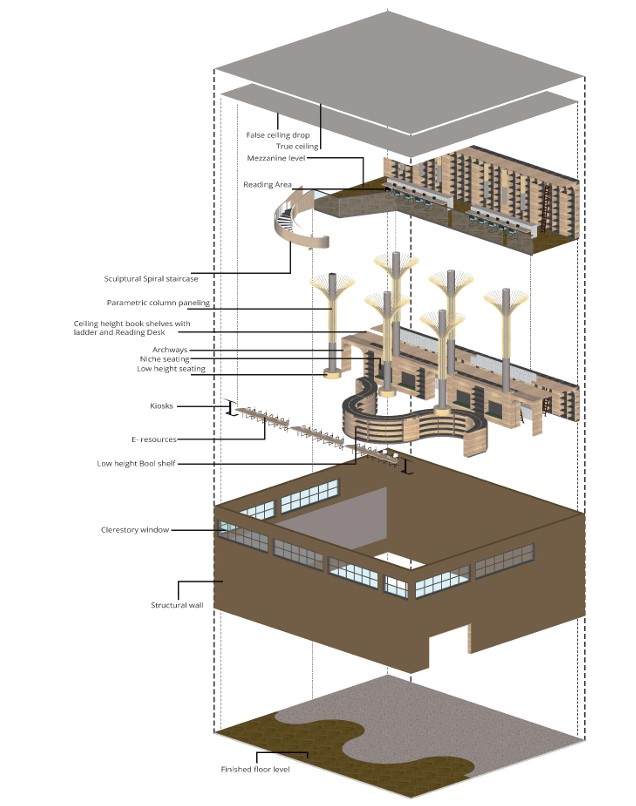 False ceiling drop
True ceiling
Mezzanine level
Reading Area
Sculptural Spiral staircase
Parametric column paneling
Ceiling height book shelves with
ladder and Reading Desk
Archways
Niche seating
Low height seating
Kiosks
E- resources
Low height Bool shelf
Clerestory window
Structural wall
Finished floor level